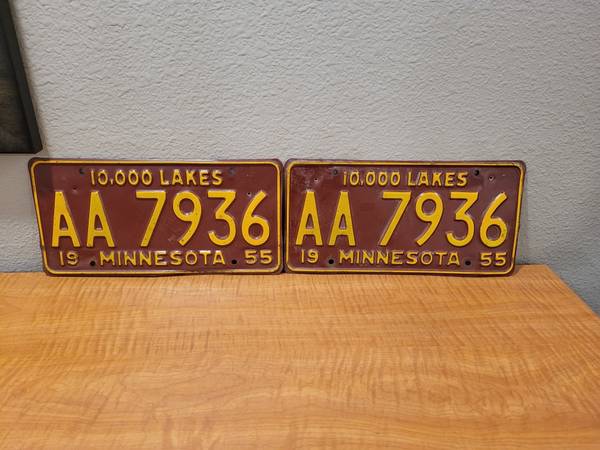 10,000 LAKES
AA 7936
19 MINNESOTA 55
10,000 LAKES
AA 7936
19 MINNESOTA 55